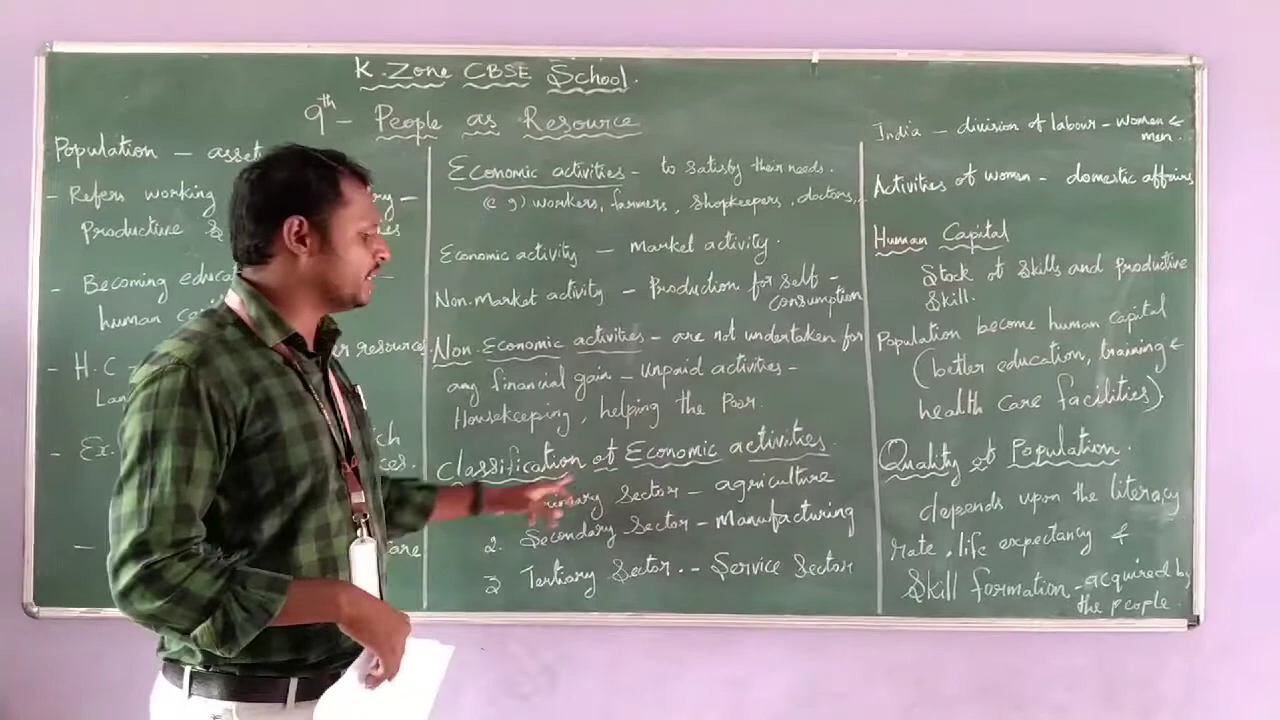 K. Zone CBSE School.
9th - People as Resource
Population - asset
- Refers working
Productive &
- Becoming educa
human ca
resource.
- H.C -
Lan
- Ex.
Economic activities - to satisby their needs.
(e g) workers, farmers, shopkeepers, doctors,..
Economic activity - market activity.
Non-Market activity - Production for self -
consumption
Non-Economic activities - are not undertaken for
any financial gain - unpaid activities -
Housekeeping, helping the Poor.
Classification of Economic activities.
Sector - agriculture
2. Secondary Sector - Manufacturing
3 Tertiary Sector. - Service Sector
India - division of labour - women &
men.
Activities of women - domestic affairs
Human Capital
Stock of skills and productive
Skill.
Population become human capital
(better education, training &
health care facilities).
Quality of Population.
depends upon the literacy
rate, life expectancy &
Skill formation - acquired by
the people.